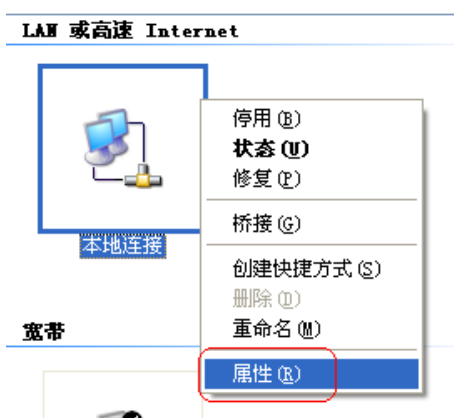 LAN 或高速 Internet
停用(B)
状态(U)
修复(P)
桥接(G)
本地连接
创建快捷方式(S)
删除(D)
重命名(M)
宽带
属性(R)